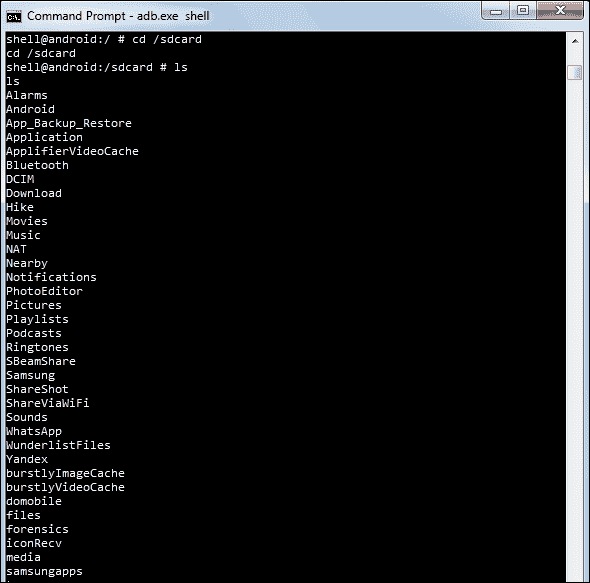 Command Prompt - adb.exe  shell
shell@android:/ # cd /sdcard
cd /sdcard
shell@android:/sdcard # ls
ls
Alarms
Android
App_Backup_Restore
Application
ApplifierVideoCache
Bluetooth
DCIM
Download
Hike
Movies
Music
NAT
Nearby
Notifications
PhotoEditor
Pictures
Playlists
Podcasts
Ringtones
SBeamShare
Samsung
ShareShot
ShareViaWiFi
Sounds
WhatsApp
WunderlistFiles
Yandex
burstlyImageCache
burstlyVideoCache
domobile
files
forensics
iconRecv
media
samsungapps